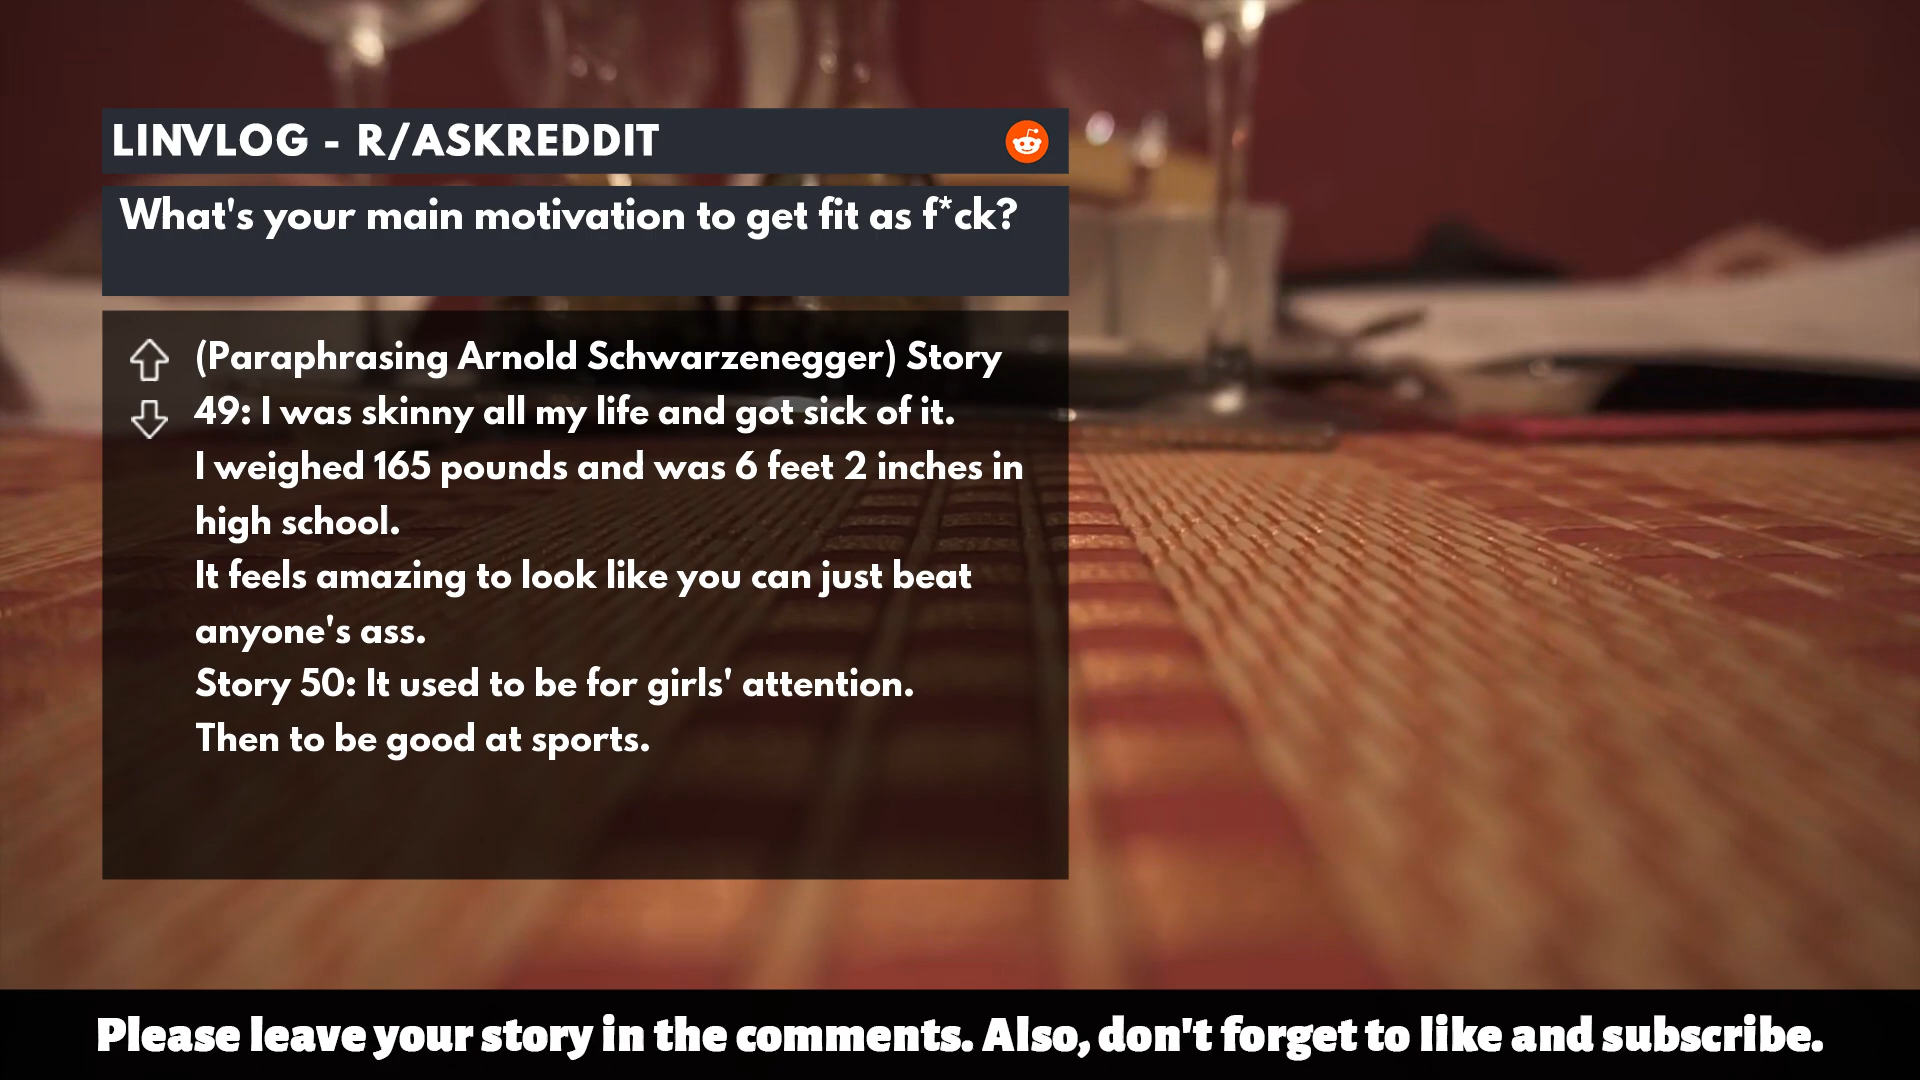 LINVLOG - R/ASKREDDIT
What's your main motivation to get fit as f*ck?
(Paraphrasing Arnold Schwarzenegger) Story
49: I was skinny all my life and got sick of it.
I weighed 165 pounds and was 6 feet 2 inches in
high school.
It feels amazing to look like you can just beat
anyone's ass.
Story 50: It used to be for girls' attention.
Then to be good at sports.
Please leave your story in the comments. Also, don't forget to like and subscribe.